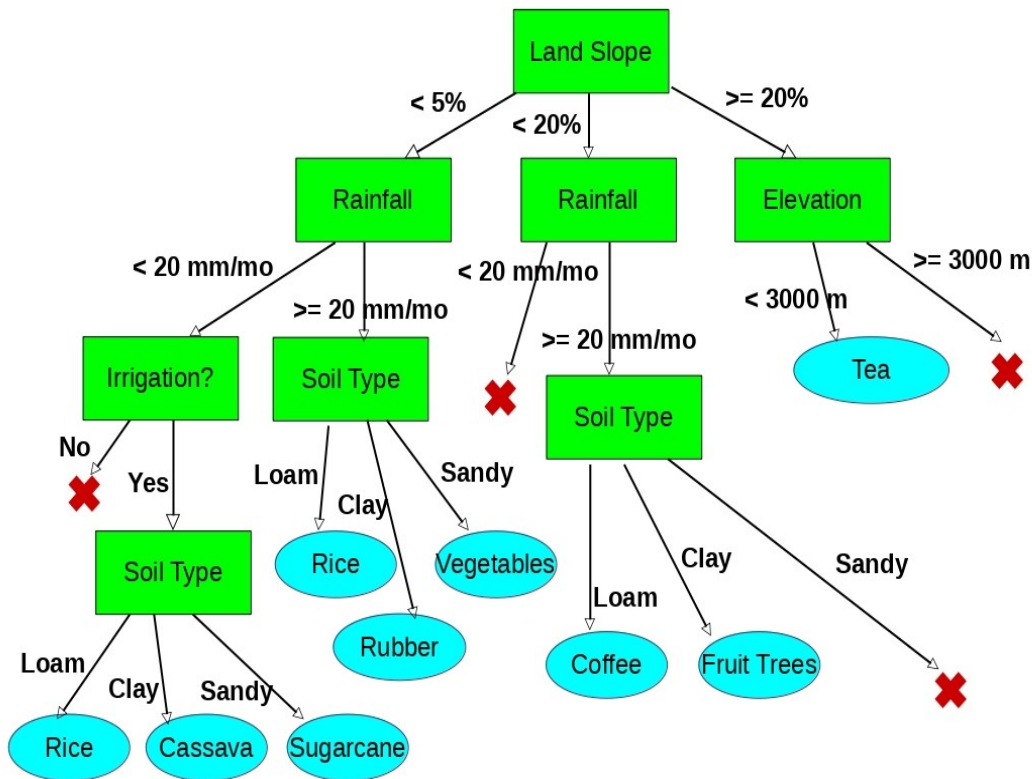 Land Slope
< 5%
< 20%
>= 20%
Rainfall
Rainfall
Elevation
< 20 mm/mo
>= 20 mm/mo
< 20 mm/mo
>= 20 mm/mo
< 3000 m
>= 3000 m
Irrigation?
Soil Type
Soil Type
Tea
No
Yes
Loam
Clay
Sandy
Loam
Clay
Sandy
Soil Type
Rice
Vegetables
Rubber
Coffee
Fruit Trees
Loam
Clay
Sandy
Rice
Cassava
Sugarcane